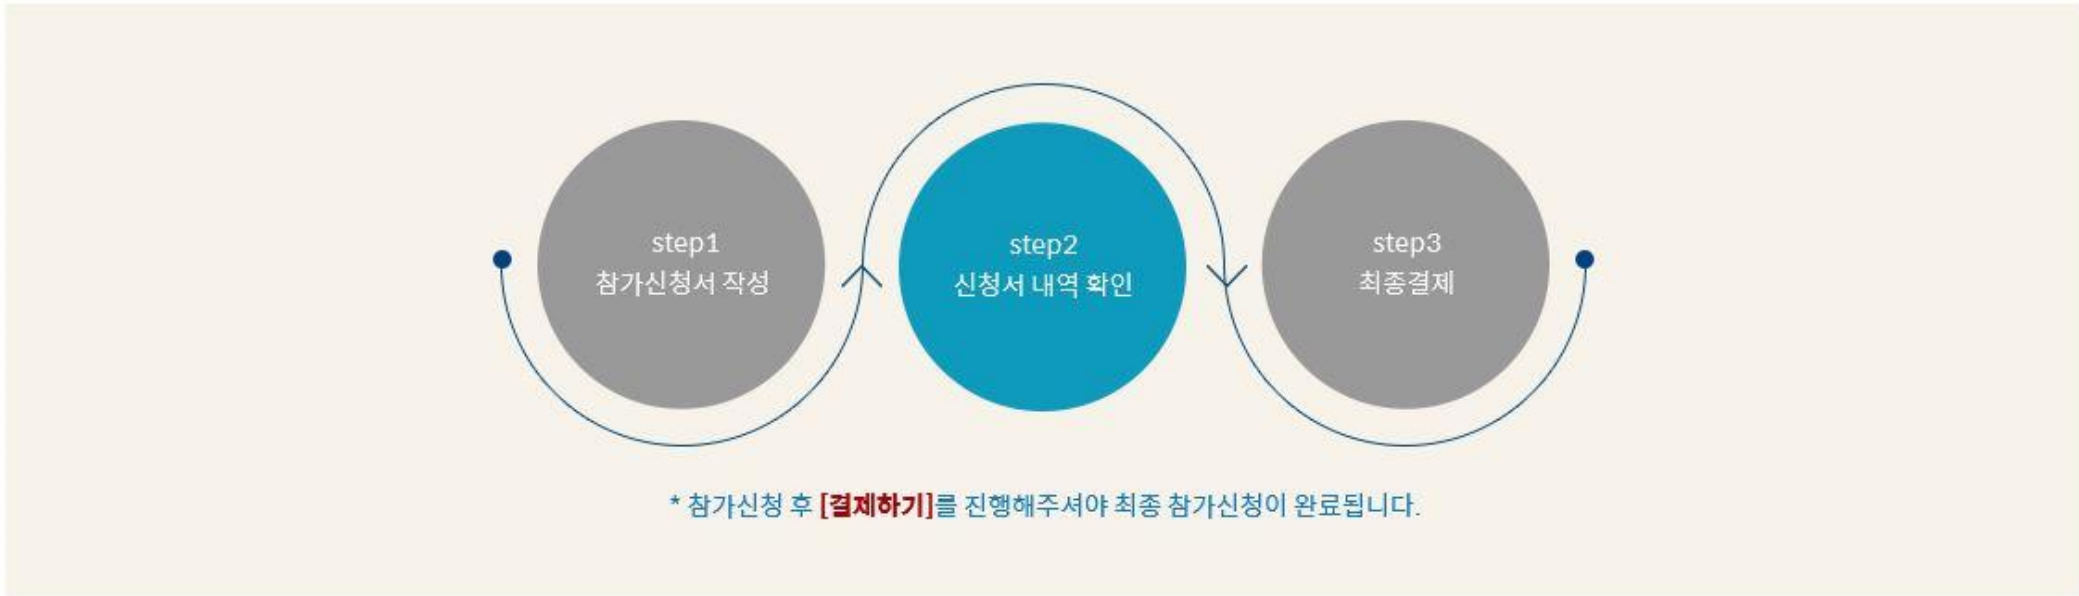 step1
참가신청서 작성
step2
신청서 내역 확인
step3
최종결제
* 참가신청 후 [결제하기]를 진행해주셔야 최종 참가신청이 완료됩니다.